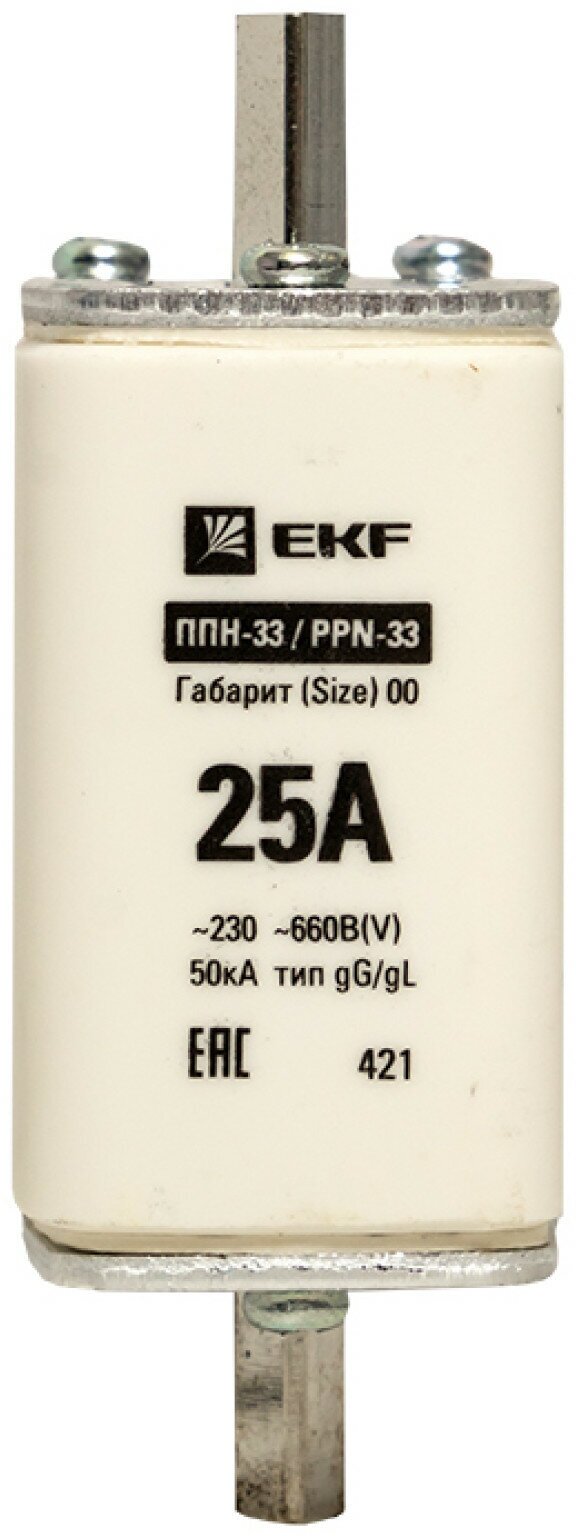 EKF
ППН-33 / PPN-33
Габарит (Size) 00
25A
~230 ~660В(V)
50кА тип gG/gL
EAC 421